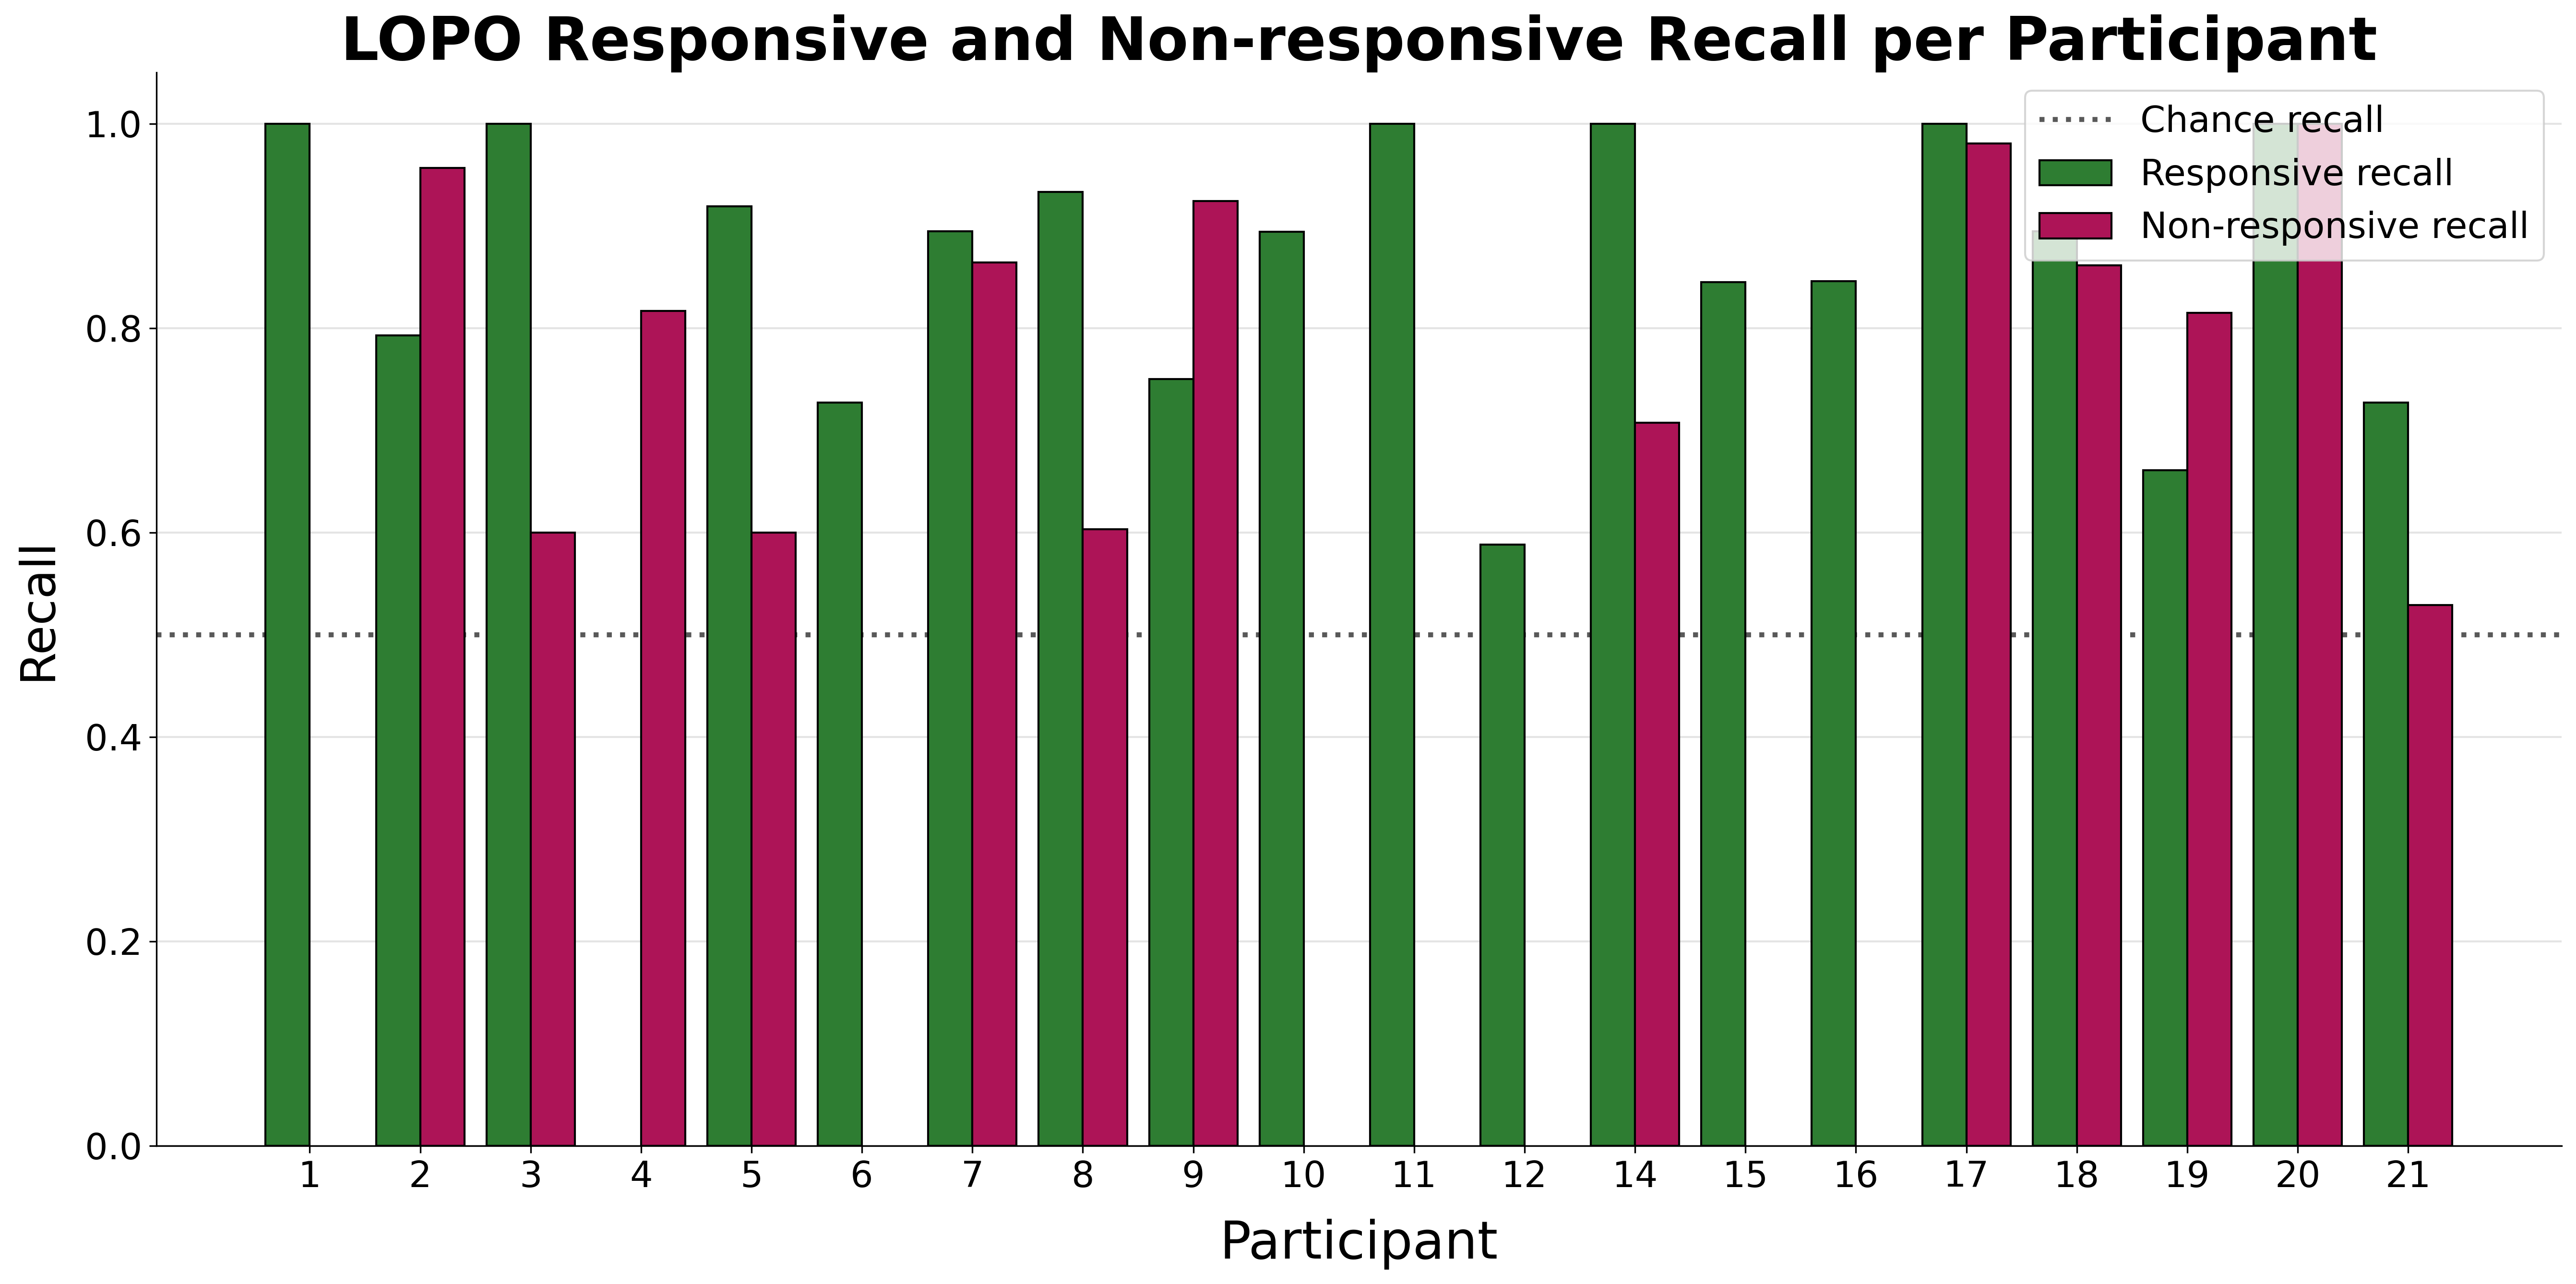 LOPO Responsive and Non-responsive Recall per Participant
Chance recall
Responsive recall
Non-responsive recall
1.0
0.8
0.6
0.4
0.2
0.0
Recall
1 2 3 4 5 6 7 8 9 10 11 12 14 15 16 17 18 19 20 21
Participant